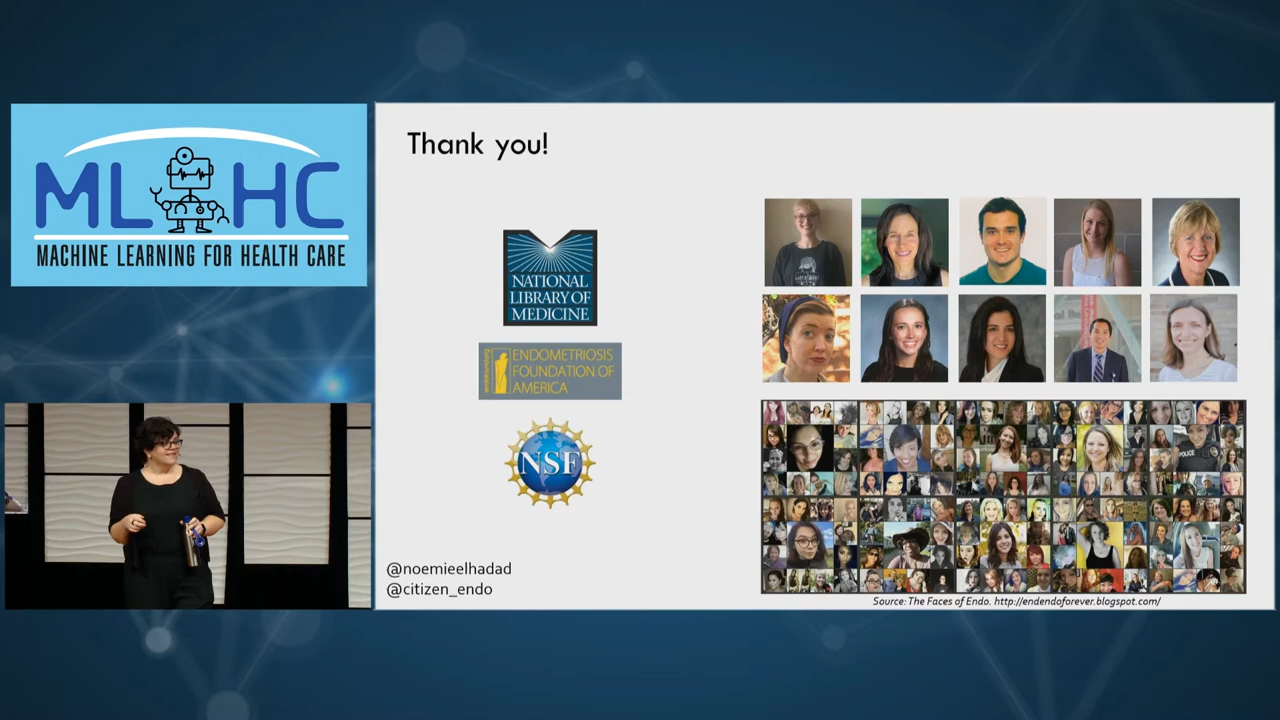 ML HC
MACHINE LEARNING FOR HEALTH CARE
Thank you!
NATIONAL
LIBRARY OF
MEDICINE
ENDOMETRIOSIS
FOUNDATION OF
AMERICA
NSF
@noemieelhadad
@citizen_endo
POLICE
Source: The Faces of Endo. http://endendoforever.blogspot.com/